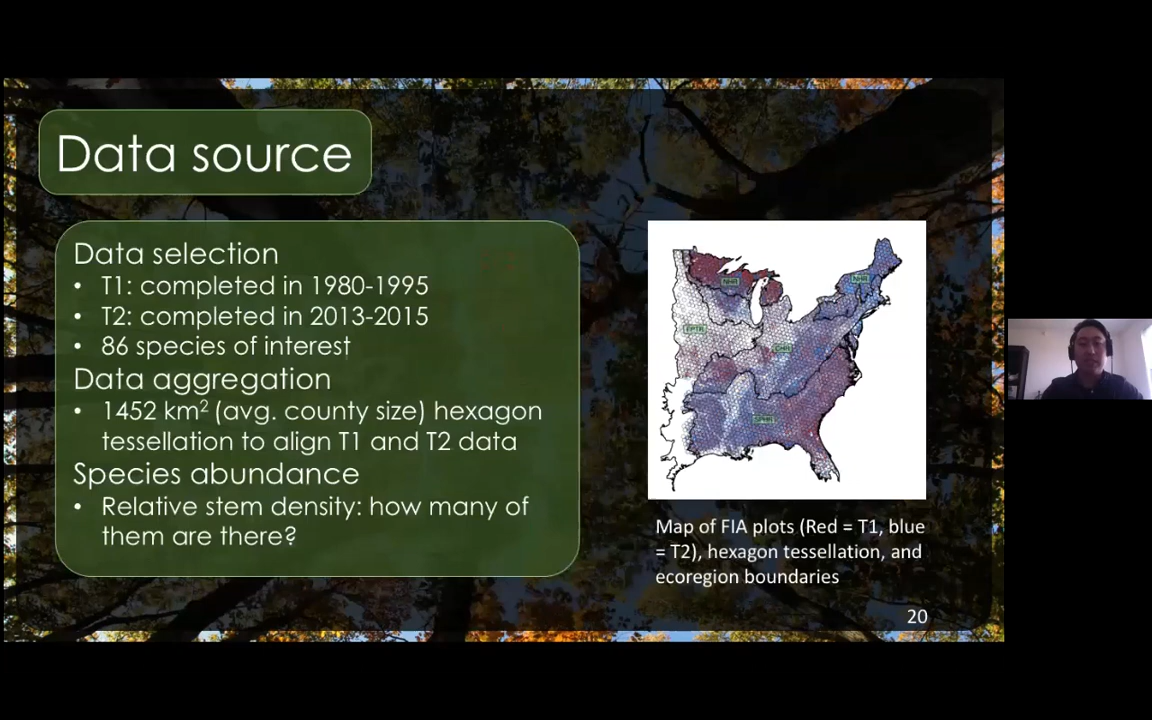 Data source
Data selection
• T1: completed in 1980-1995
• T2: completed in 2013-2015
• 86 species of interest
Data aggregation
• 1452 km² (avg. county size) hexagon
tessellation to align T1 and T2 data
Species abundance
• Relative stem density: how many of
them are there?
Map of FIA plots (Red = T1, blue
= T2), hexagon tessellation, and
ecoregion boundaries
20